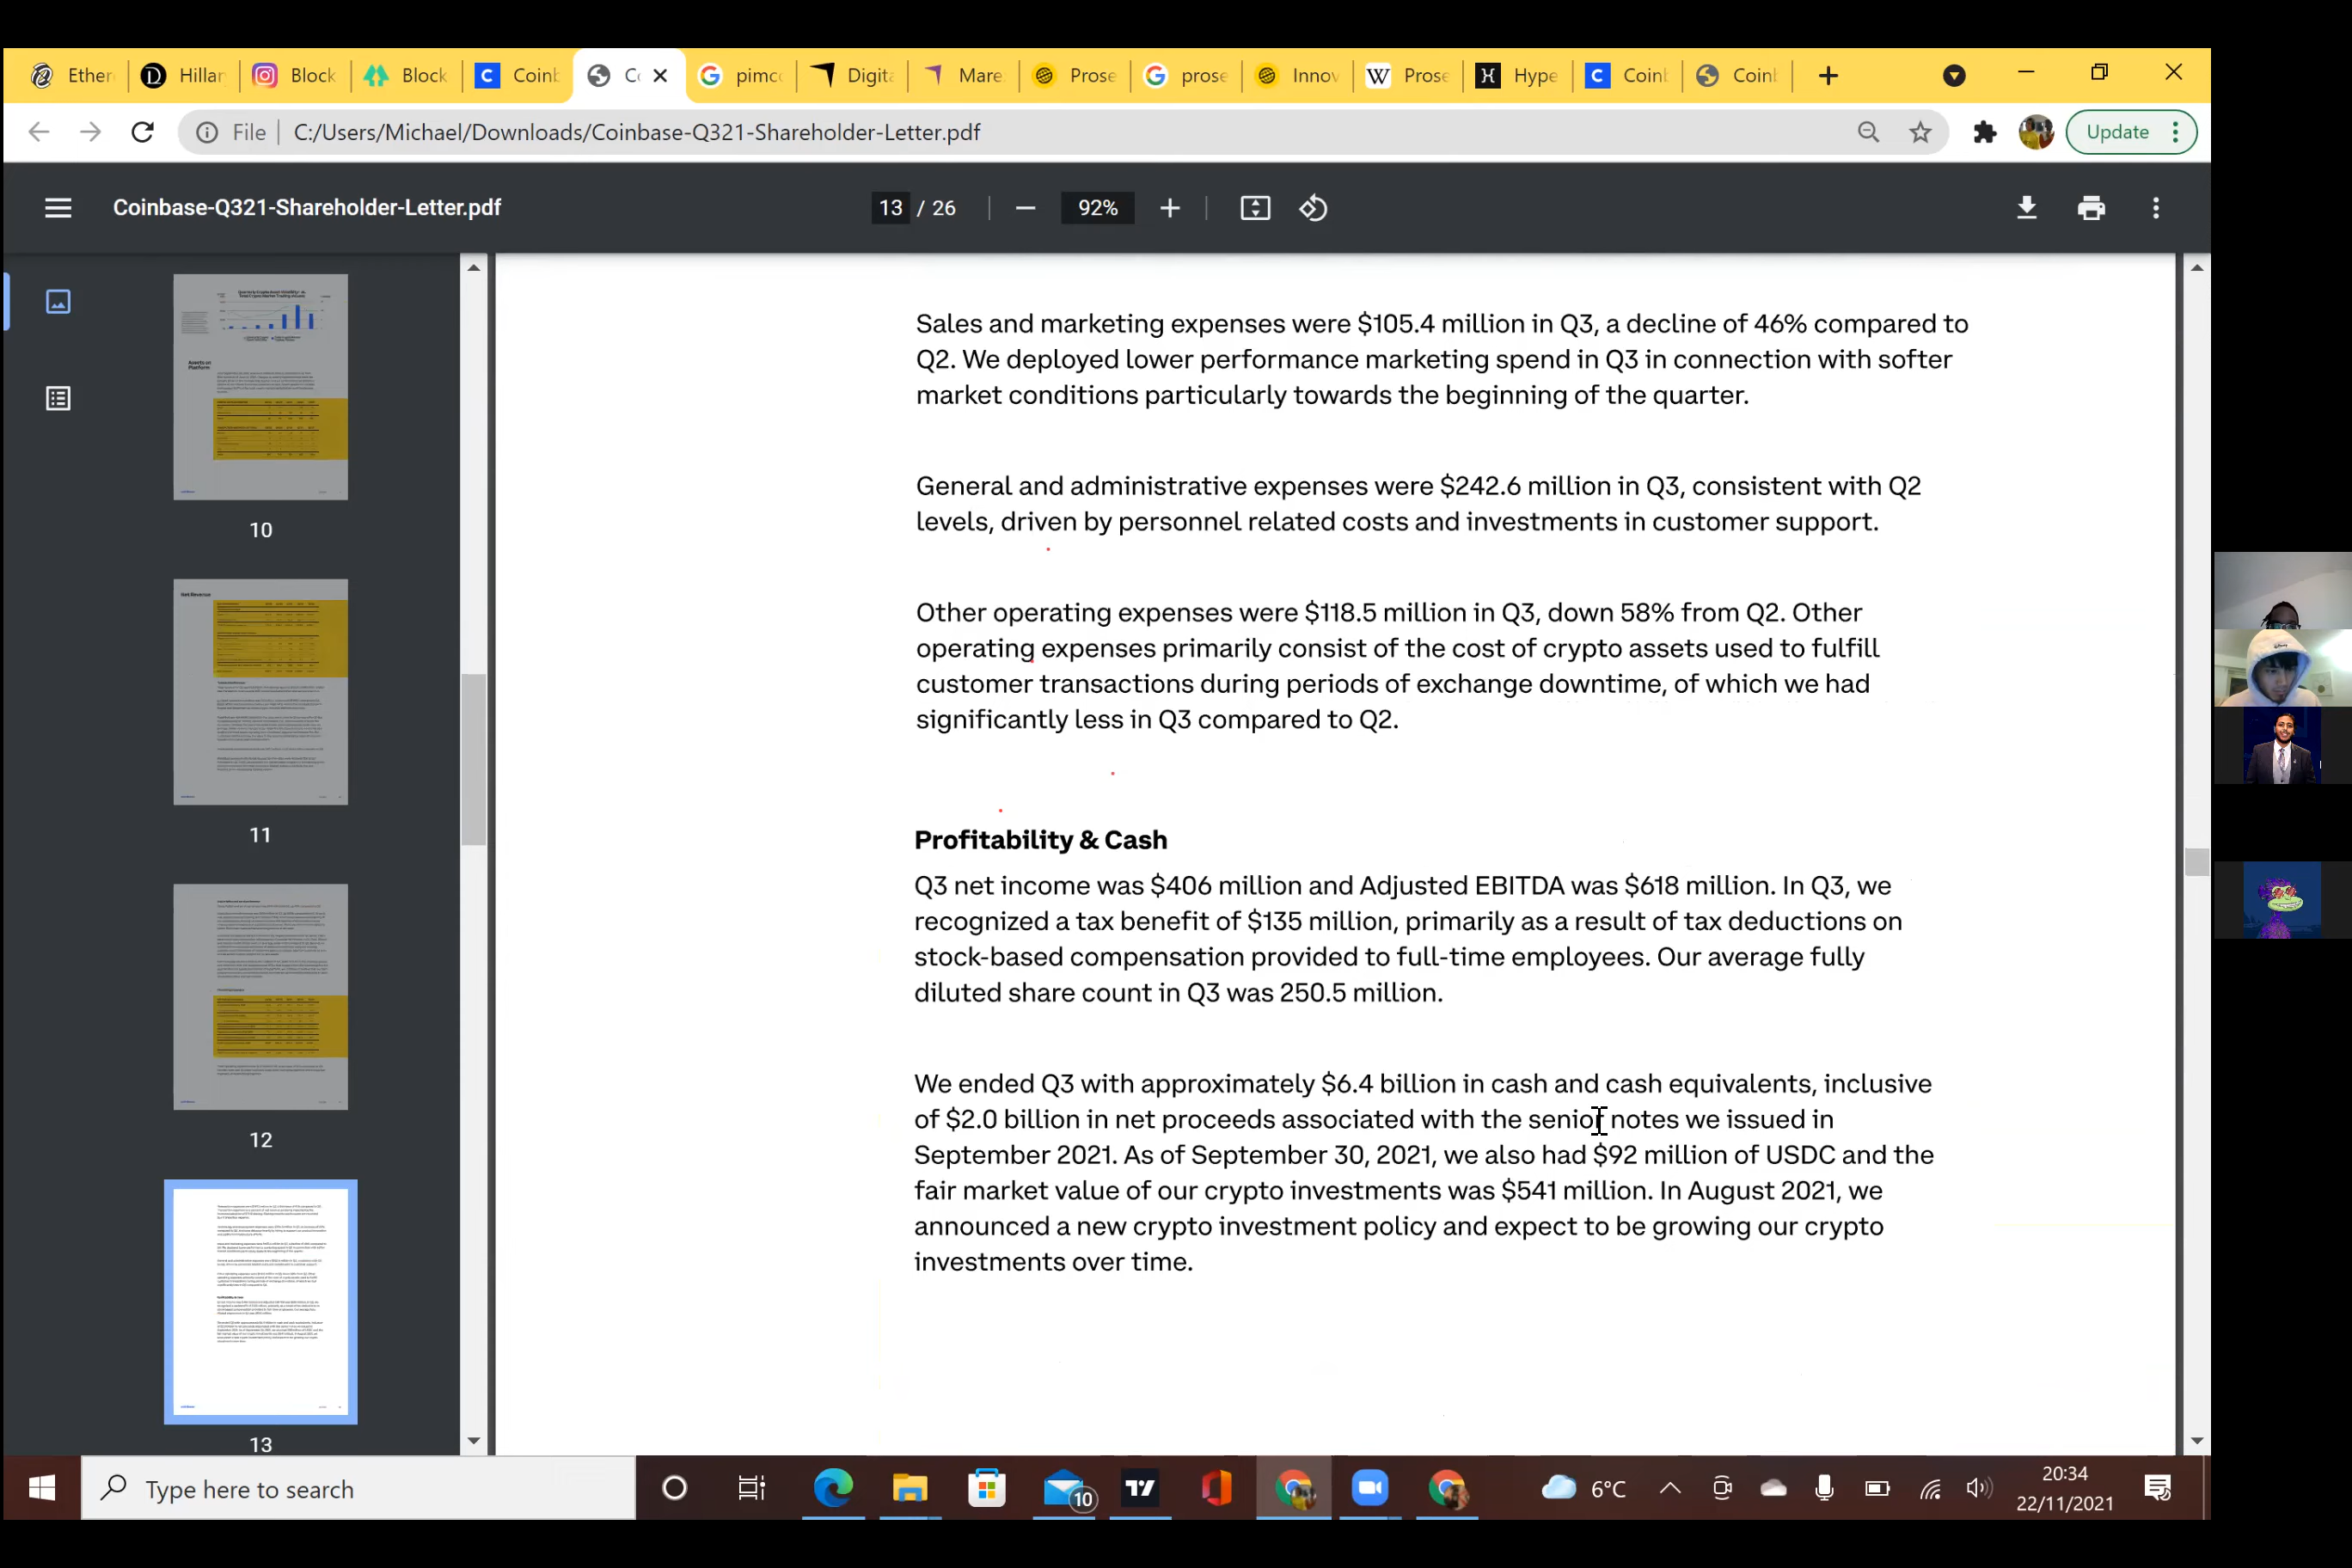 Ether
Hillar
Block
Block
Coinb
Co
pimco
Digita
Mare
Prose
prose
Innov
Prose
Hype
Coinb
Coinb
File
C:/Users/Michael/Downloads/Coinbase-Q321-Shareholder-Letter.pdf
Update
Coinbase-Q321-Shareholder-Letter.pdf
13 / 26
92%
Assets on
Platform
10
Net Revenue
11
12
13
Sales and marketing expenses were $105.4 million in Q3, a decline of 46% compared to
Q2. We deployed lower performance marketing spend in Q3 in connection with softer
market conditions particularly towards the beginning of the quarter.
General and administrative expenses were $242.6 million in Q3, consistent with Q2
levels, driven by personnel related costs and investments in customer support.
Other operating expenses were $118.5 million in Q3, down 58% from Q2. Other
operating expenses primarily consist of the cost of crypto assets used to fulfill
customer transactions during periods of exchange downtime, of which we had
significantly less in Q3 compared to Q2.
Profitability & Cash
Q3 net income was $406 million and Adjusted EBITDA was $618 million. In Q3, we
recognized a tax benefit of $135 million, primarily as a result of tax deductions on
stock-based compensation provided to full-time employees. Our average fully
diluted share count in Q3 was 250.5 million.
We ended Q3 with approximately $6.4 billion in cash and cash equivalents, inclusive
of $2.0 billion in net proceeds associated with the senior notes we issued in
September 2021. As of September 30, 2021, we also had $92 million of USDC and the
fair market value of our crypto investments was $541 million. In August 2021, we
announced a new crypto investment policy and expect to be growing our crypto
investments over time.
Type here to search
10
6°C
20:34
22/11/2021